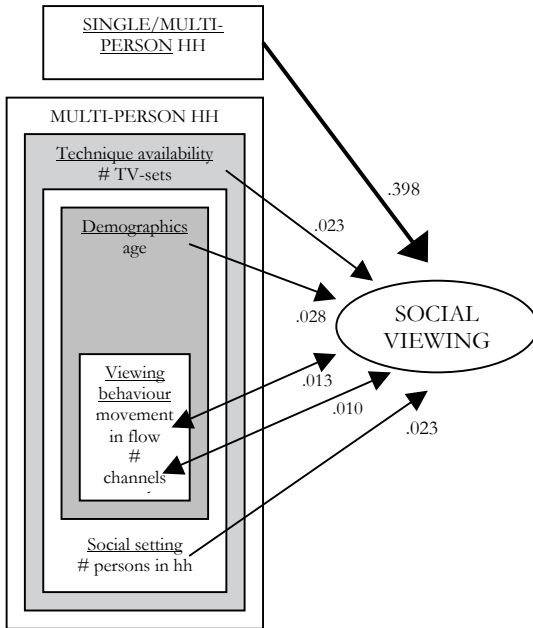 SINGLE/MULTI-
PERSON HH
MULTI-PERSON HH
Technique availability
# TV-sets
.398
.023
Demographics
age
.028
SOCIAL
VIEWING
Viewing
behaviour
movement
in flow
#
channels
.013
.010
.023
Social setting
# persons in hh